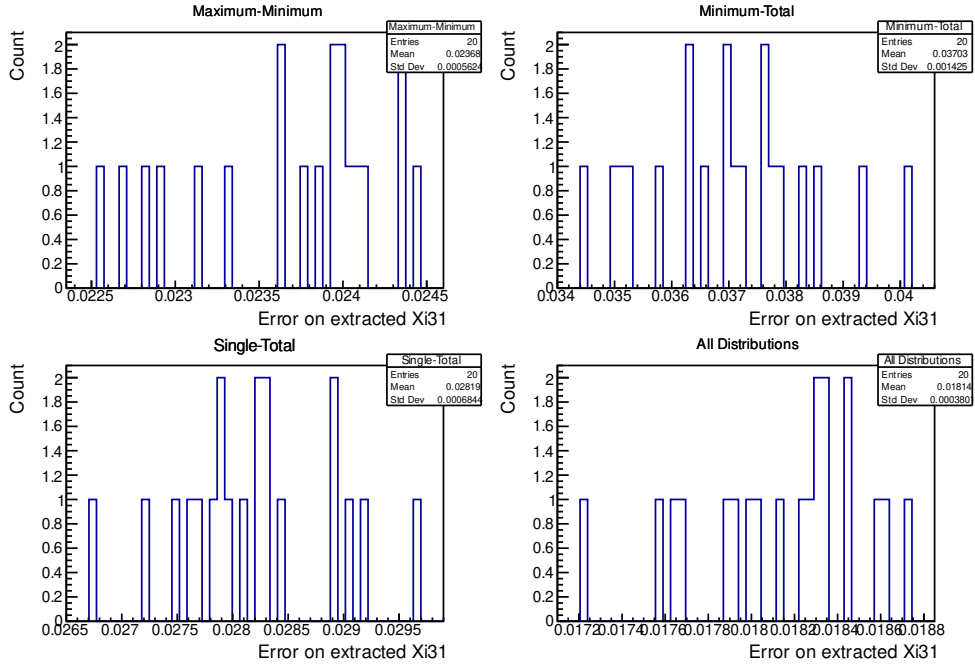 Maximum-Minimum
Count
Maximum-Minimum
Entries 20
Mean 0.02368
Std Dev 0.0005624
2
1.8
1.6
1.4
1.2
1
0.8
0.6
0.4
0.2
0
0.0225 0.023 0.0235 0.024 0.0245
Error on extracted Xi31
Minimum-Total
Count
Minimum-Total
Entries 20
Mean 0.03703
Std Dev 0.001425
2
1.8
1.6
1.4
1.2
1
0.8
0.6
0.4
0.2
0
0.034 0.035 0.036 0.037 0.038 0.039 0.04
Error on extracted Xi31
Single-Total
Count
Single-Total
Entries 20
Mean 0.02819
Std Dev 0.0006844
2
1.8
1.6
1.4
1.2
1
0.8
0.6
0.4
0.2
0
0.0265 0.027 0.0275 0.028 0.0285 0.029 0.0295
Error on extracted Xi31
All Distributions
Count
All Distributions
Entries 20
Mean 0.01814
Std Dev 0.0003801
2
1.8
1.6
1.4
1.2
1
0.8
0.6
0.4
0.2
0
0.0172 0.0174 0.0176 0.0178 0.018 0.0182 0.0184 0.0186 0.0188
Error on extracted Xi31